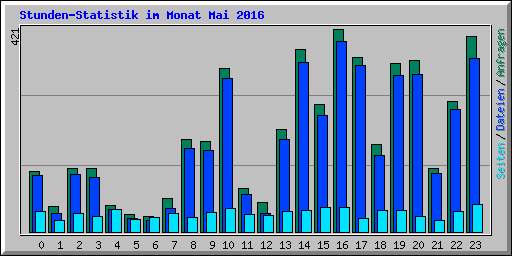 Stunden-Statistik im Monat Mai 2016
421
Seiten / Dateien / Anfragen
0 1 2 3 4 5 6 7 8 9 10 11 12 13 14 15 16 17 18 19 20 21 22 23